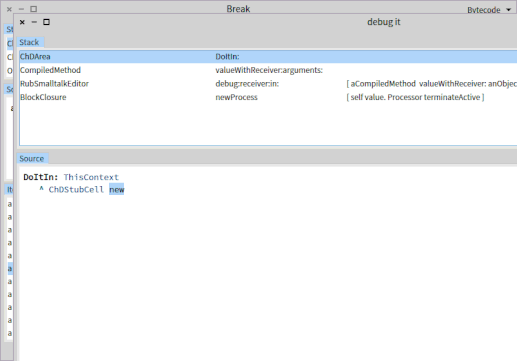 Break
Bytecode
debug it
Stack
ChDArea DoItIn:
CompiledMethod valueWithReceiver:arguments:
RubSmalltalkEditor debug:receiver:in: [ aCompiledMethod valueWithReceiver: anObjec
BlockClosure newProcess [ self value. Processor terminateActive ]
Source
DoItIn: ThisContext
^ ChDStubCell new